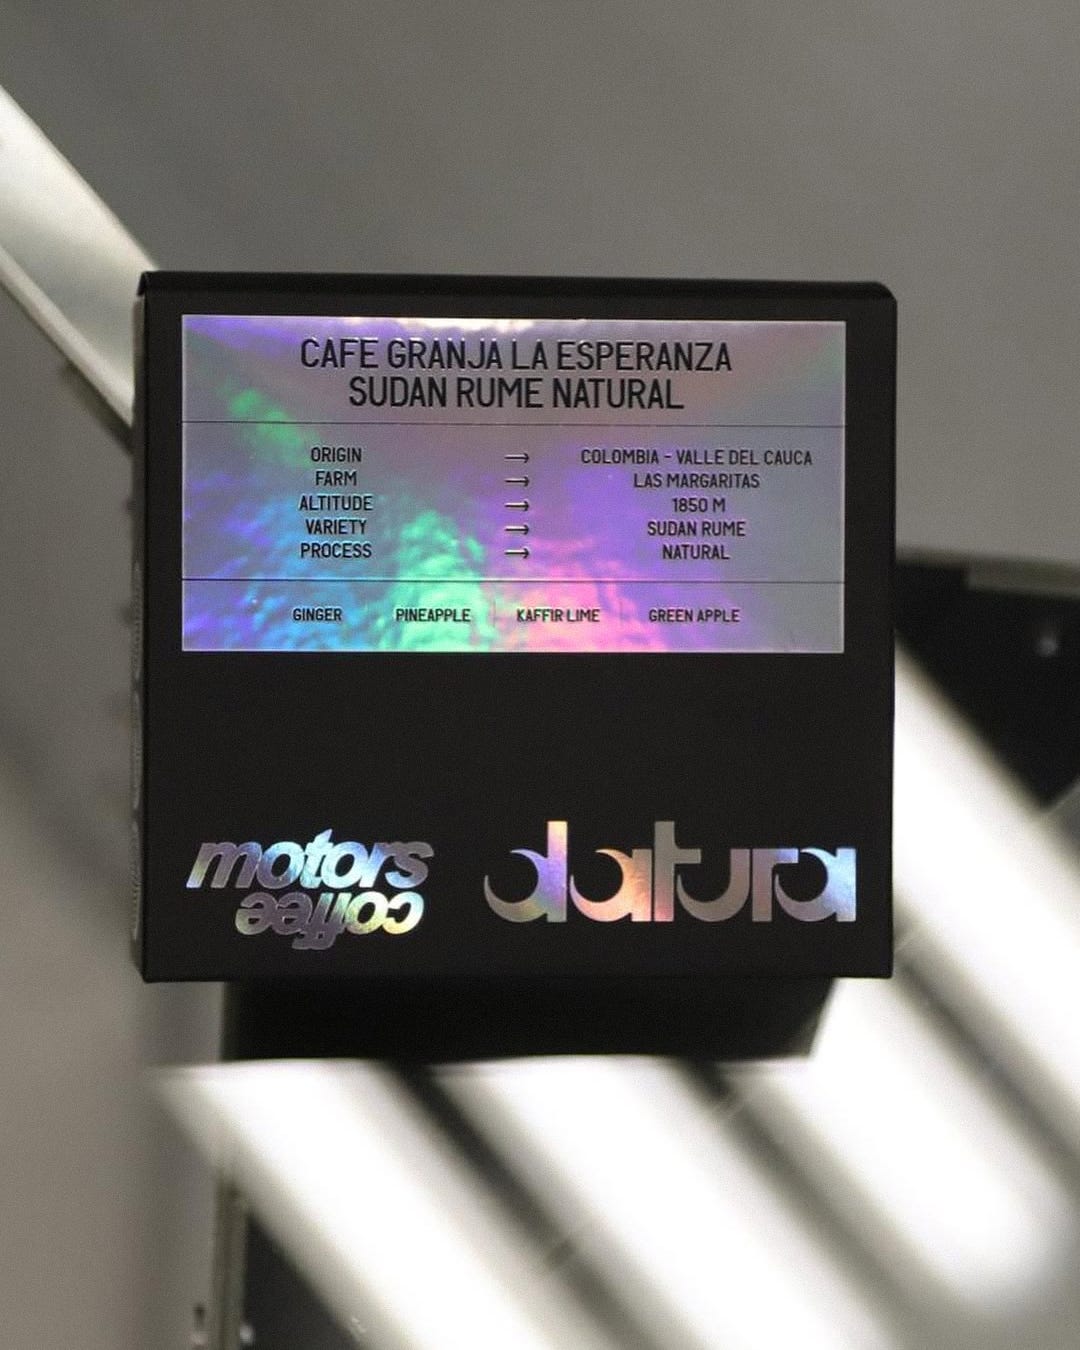 CAFE GRANJA LA ESPERANZA
SUDAN RUME NATURAL
ORIGIN → COLOMBIA - VALLE DEL CAUCA
FARM → LAS MARGARITAS
ALTITUDE → 1850 M
VARIETY → SUDAN RUME
PROCESS → NATURAL
GINGER PINEAPPLE KAFFIR LIME GREEN APPLE
motors datura
coffee